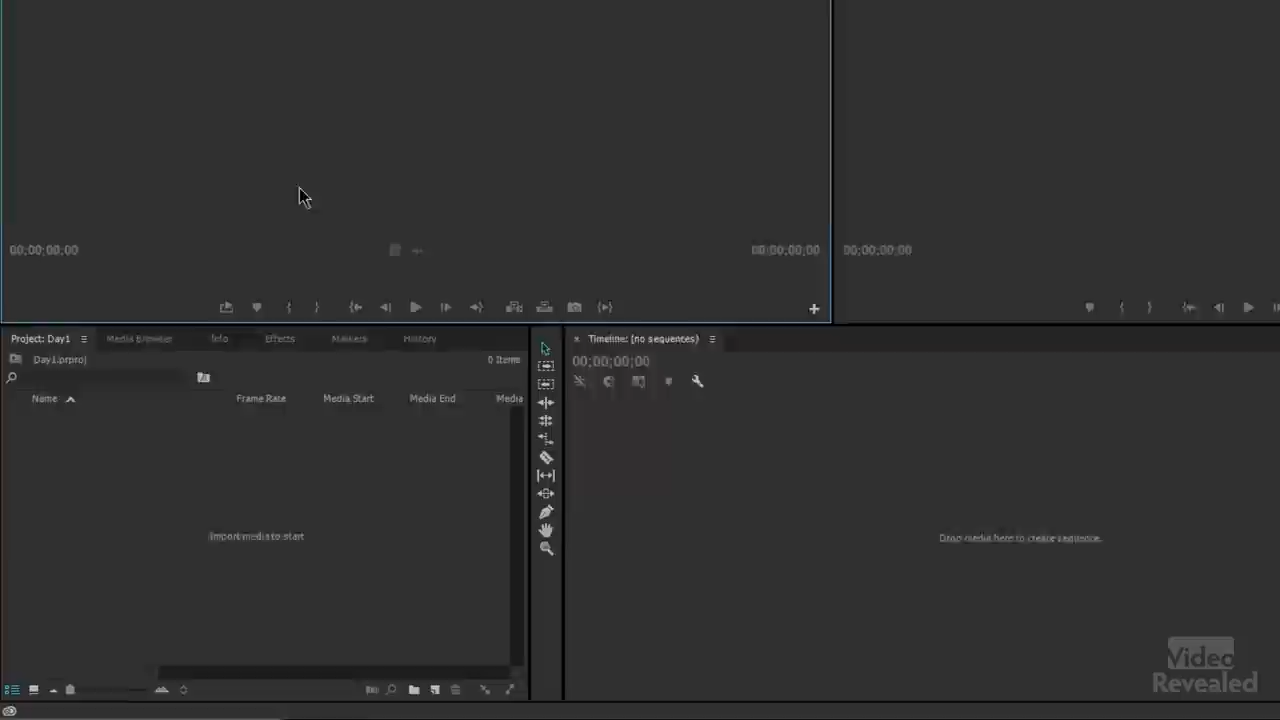 00;00;00;00
00;00;00;00
00;00;00;00
Project: Day1
Media Browser
Info
Effects
Markers
History
Timeline: (no sequences)
Day1.prproj
0 Items
00;00;00;00
Name
Frame Rate
Media Start
Media End
Media
Import media to start
Drop media here to create sequence.
Video
Revealed